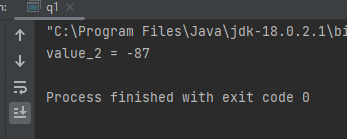 n:
q1
"C:\Program Files\Java\jdk-18.0.2.1\bi
value_2 = -87
Process finished with exit code 0